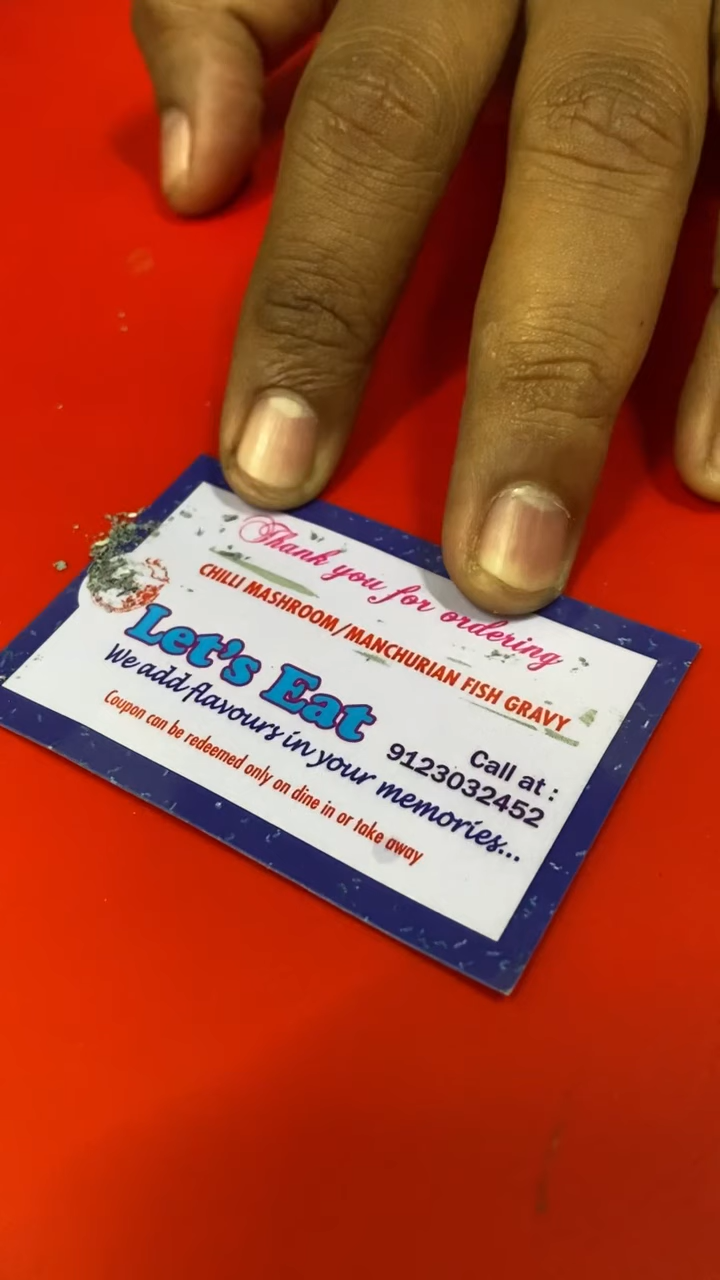 Thank you for ordering
CHILLI MASHROOM/MANCHURIAN FISH GRAVY
Let's Eat
Call at :
9123032452
We add flavours in your memories...
Coupon can be redeemed only on dine in or take away